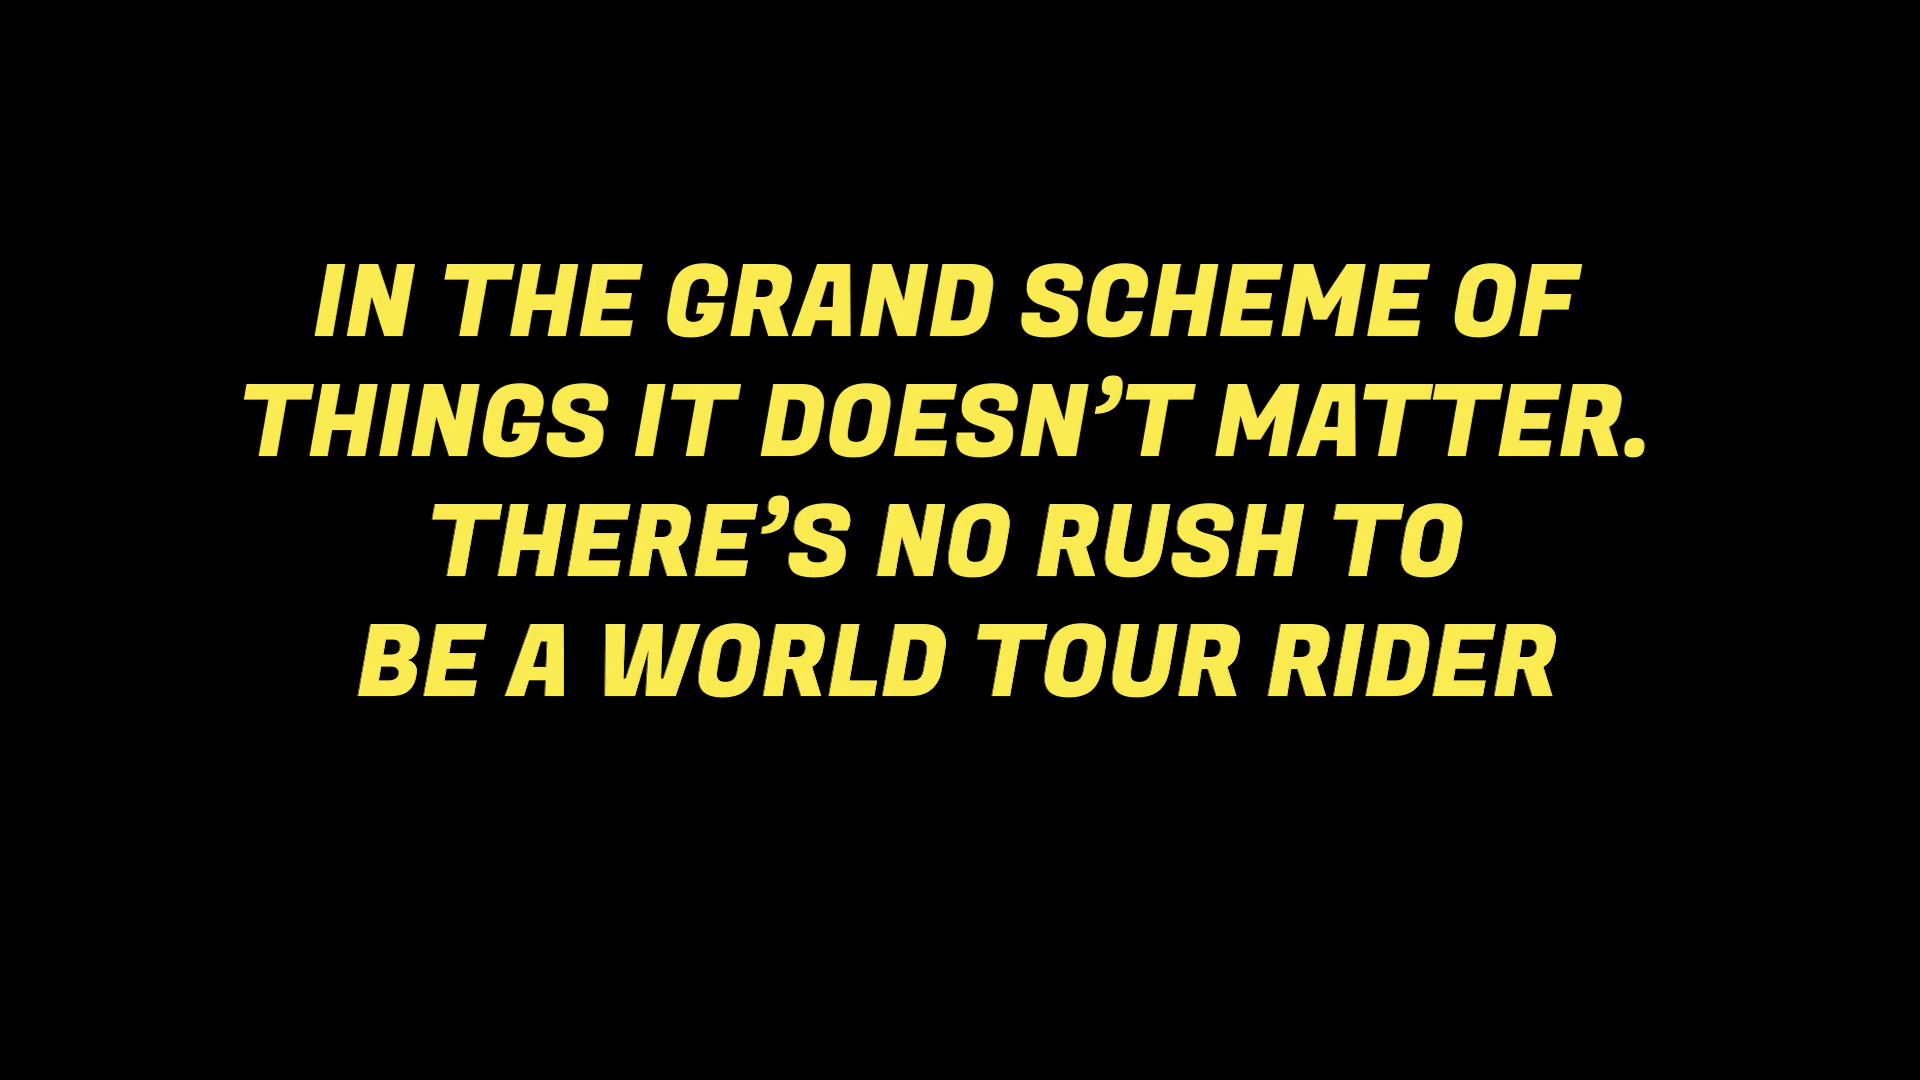 IN THE GRAND SCHEME OF
THINGS IT DOESN’T MATTER.
THERE’S NO RUSH TO
BE A WORLD TOUR RIDER